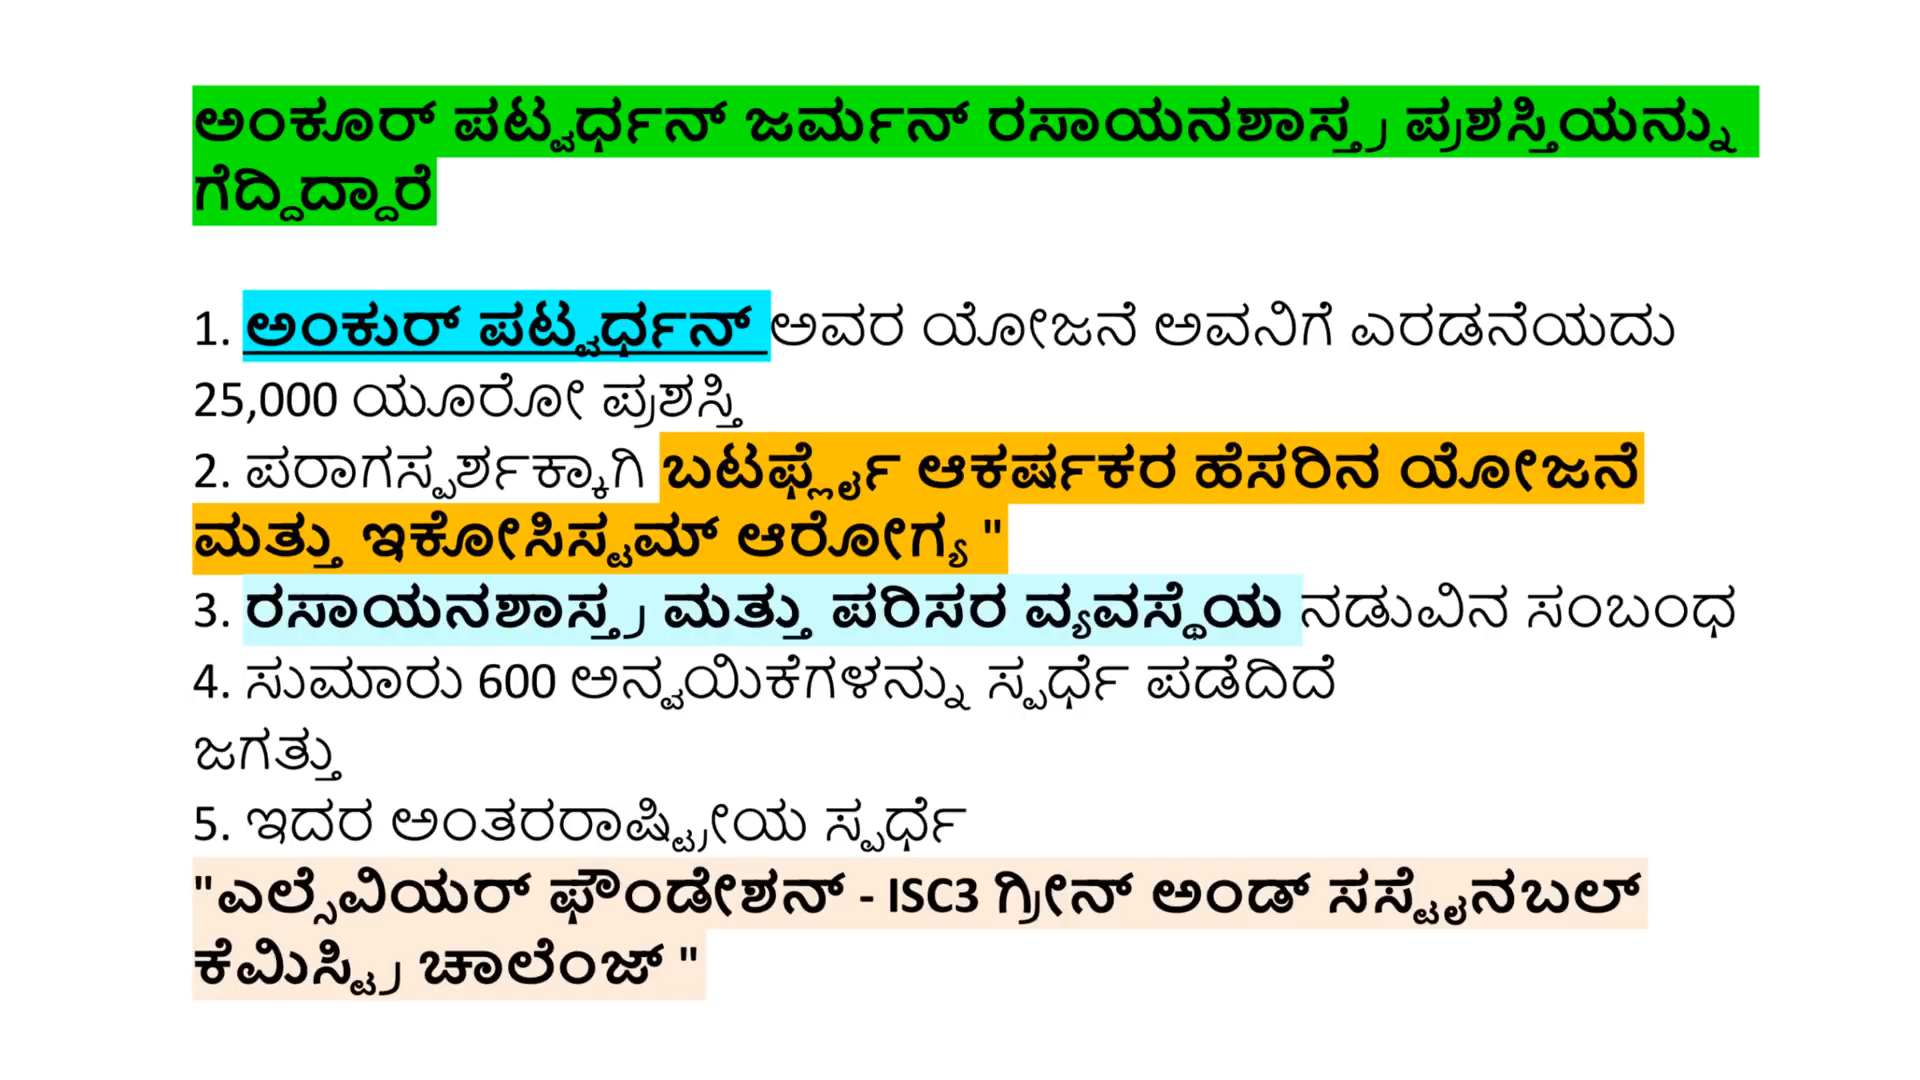 ಅಂಕೂರ್ ಪಟ್ವರ್ಧನ್ ಜರ್ಮನ್ ರಸಾಯನಶಾಸ್ತ್ರ ಪ್ರಶಸ್ತಿಯನ್ನು
ಗೆದ್ದಿದ್ದಾರೆ
1. ಅಂಕುರ್ ಪಟ್ವರ್ಧನ್ ಅವರ ಯೋಜನೆ ಅವನಿಗೆ ಎರಡನೆಯದು
25,000 ಯೂರೋ ಪ್ರಶಸ್ತಿ
2. ಪರಾಗಸ್ಪರ್ಶಕ್ಕಾಗಿ ಬಟರ್ಫ್ಲೈ ಆಕರ್ಷಕರ ಹೆಸರಿನ ಯೋಜನೆ
ಮತ್ತು ಇಕೋಸಿಸ್ಟಮ್ ಆರೋಗ್ಯ "
3. ರಸಾಯನಶಾಸ್ತ್ರ ಮತ್ತು ಪರಿಸರ ವ್ಯವಸ್ಥೆಯ ನಡುವಿನ ಸಂಬಂಧ
4. ಸುಮಾರು 600 ಅನ್ವಯಿಕೆಗಳನ್ನು ಸ್ಪರ್ಧೆ ಪಡೆದಿದೆ
ಜಗತ್ತು
5. ಇದರ ಅಂತರರಾಷ್ಟ್ರೀಯ ಸ್ಪರ್ಧೆ
"ಎಲ್ಸೆವಿಯರ್ ಫೌಂಡೇಶನ್ - ISC3 ಗ್ರೀನ್ ಅಂಡ್ ಸಸ್ಟೈನಬಲ್
ಕೆಮಿಸ್ಟ್ರಿ ಚಾಲೆಂಜ್ "